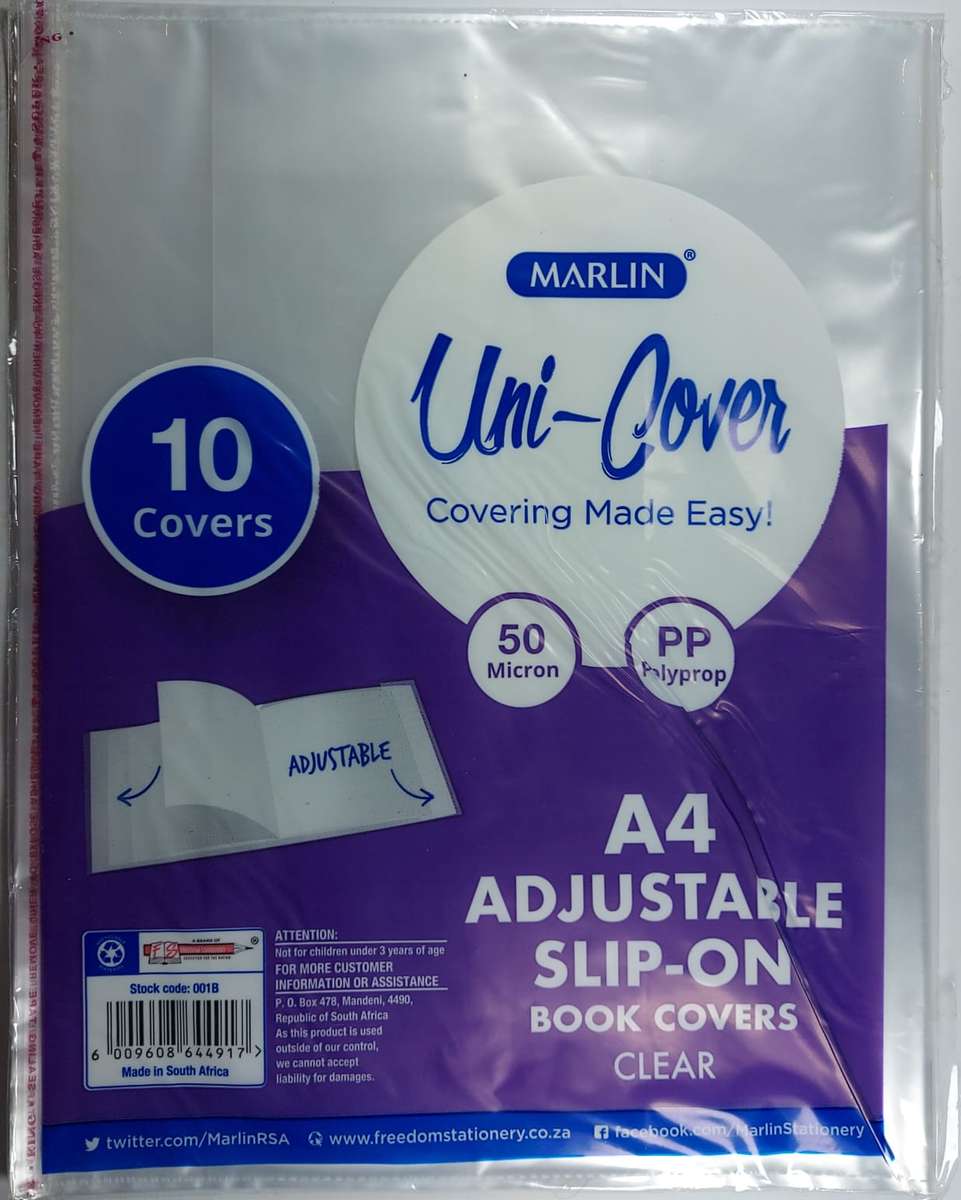 MARLIN®
Uni-Cover
Covering Made Easy!
10
Covers
50
Micron
PP
Polyprop
ADJUSTABLE
A4
ADJUSTABLE
SLIP-ON
BOOK COVERS
CLEAR
A BRAND OF
FS
®
Stock code: 001B
6 009608 644917 >
Made in South Africa
ATTENTION:
Not for children under 3 years of age
FOR MORE CUSTOMER
INFORMATION OR ASSISTANCE
P. O. Box 478, Mandeni, 4490,
Republic of South Africa
As this product is used
outside of our control,
we cannot accept
liability for damages.
twitter.com/MarlinRSA www.freedomstationery.co.za facebook.com/MarlinStationery